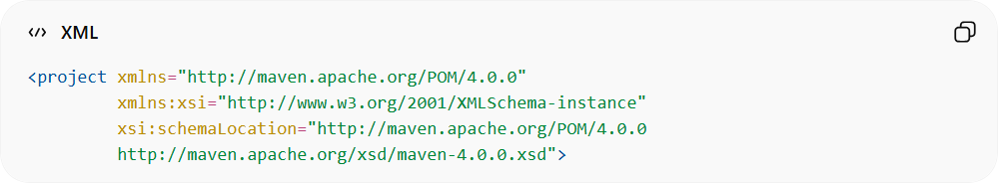 </> XML
<project xmlns="http://maven.apache.org/POM/4.0.0"
xmlns:xsi="http://www.w3.org/2001/XMLSchema-instance"
xsi:schemaLocation="http://maven.apache.org/POM/4.0.0
http://maven.apache.org/xsd/maven-4.0.0.xsd">